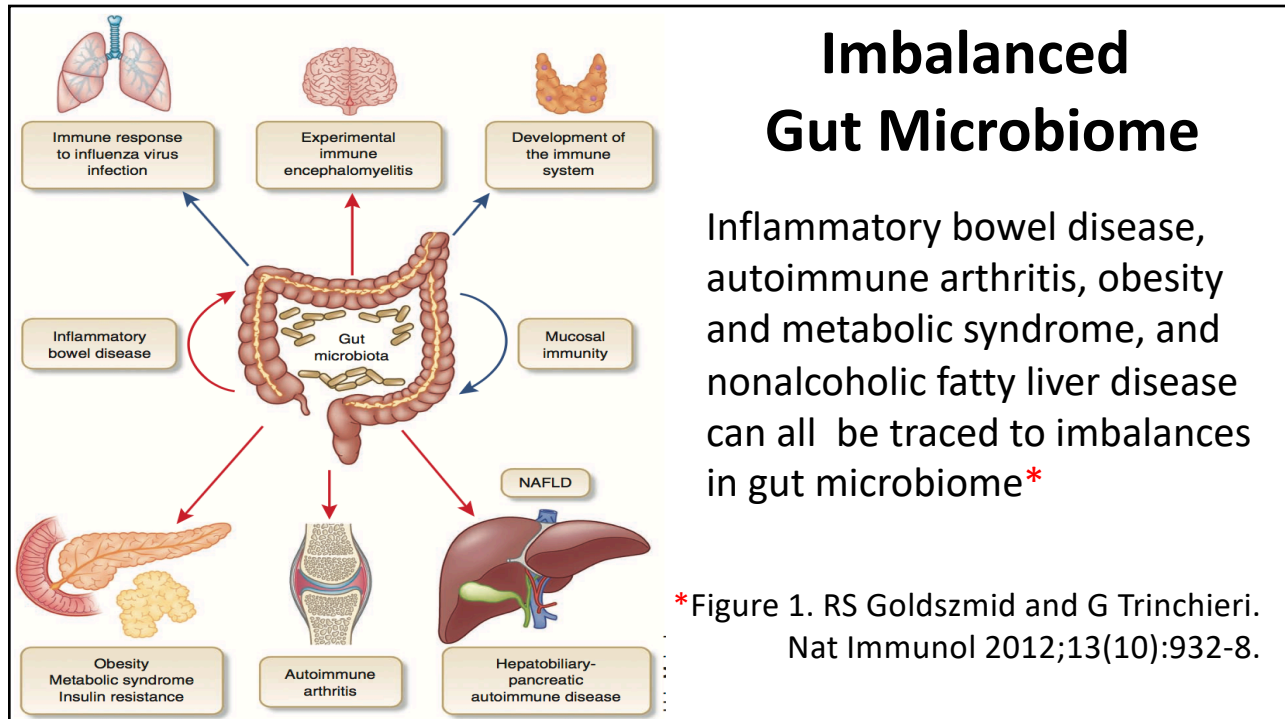 Imbalanced
Gut Microbiome
Immune response
to influenza virus
infection
Experimental
immune
encephalomyelitis
Development of
the immune
system
Inflammatory
bowel disease
Gut
microbiota
Mucosal
immunity
NAFLD
Obesity
Metabolic syndrome
Insulin resistance
Autoimmune
arthritis
Hepatobiliary-
pancreatic
autoimmune disease
Inflammatory bowel disease,
autoimmune arthritis, obesity
and metabolic syndrome, and
nonalcoholic fatty liver disease
can all be traced to imbalances
in gut microbiome*
*Figure 1. RS Goldszmid and G Trinchieri.
Nat Immunol 2012;13(10):932-8.